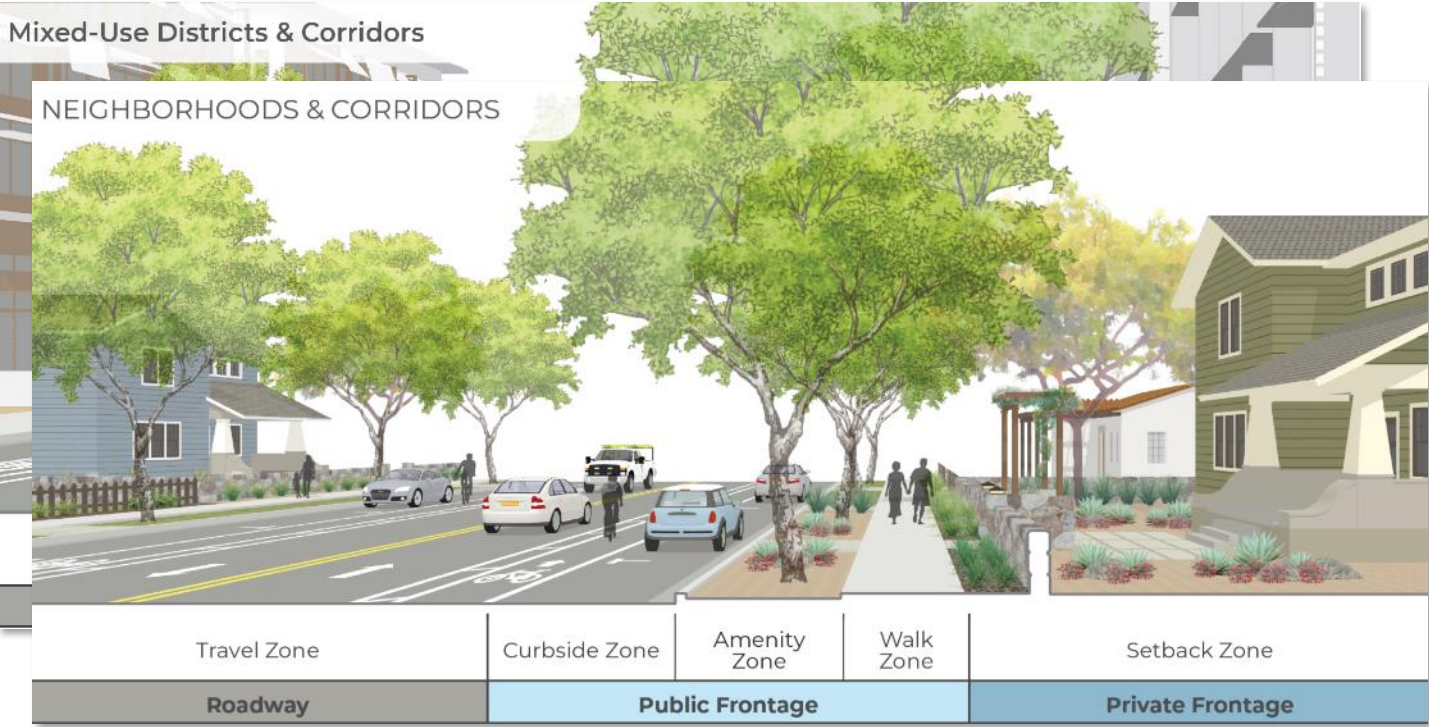 Mixed-Use Districts & Corridors
NEIGHBORHOODS & CORRIDORS
Travel Zone
Curbside Zone
Amenity
Zone
Walk
Zone
Setback Zone
Roadway
Public Frontage
Private Frontage